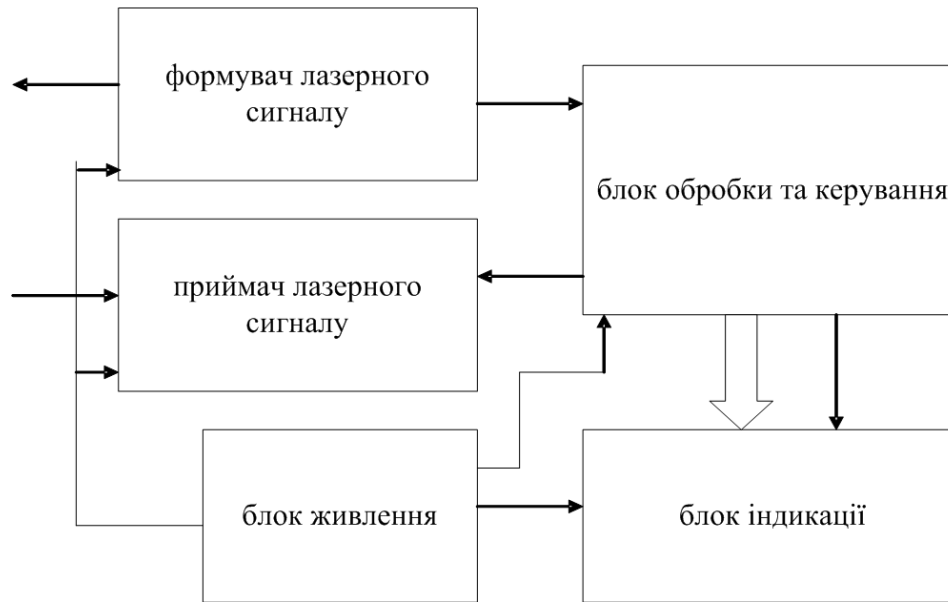 формувач лазерного
сигналу
блок обробки та керування
приймач лазерного
сигналу
блок живлення
блок індикації